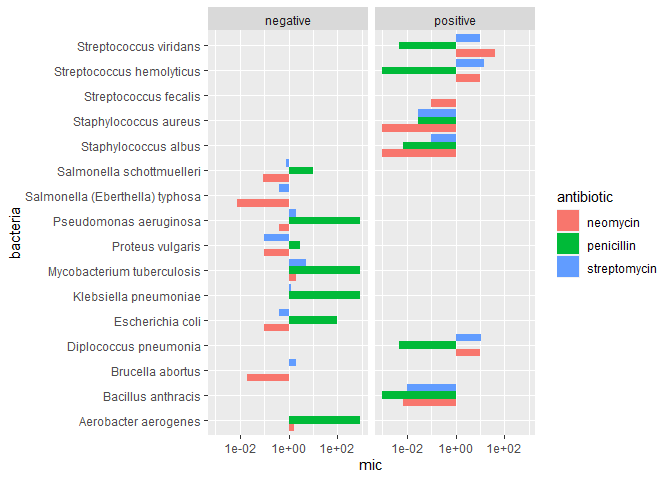 negative
positive
Streptococcus viridans
Streptococcus hemolyticus
Streptococcus fecalis
Staphylococcus aureus
Staphylococcus albus
Salmonella schottmuelleri
Salmonella (Eberthella) typhosa
Pseudomonas aeruginosa
Proteus vulgaris
Mycobacterium tuberculosis
Klebsiella pneumoniae
Escherichia coli
Diplococcus pneumonia
Brucella abortus
Bacillus anthracis
Aerobacter aerogenes
bacteria
1e-02 1e+00 1e+02
1e-02 1e+00 1e+02
mic
antibiotic
neomycin
penicillin
streptomycin